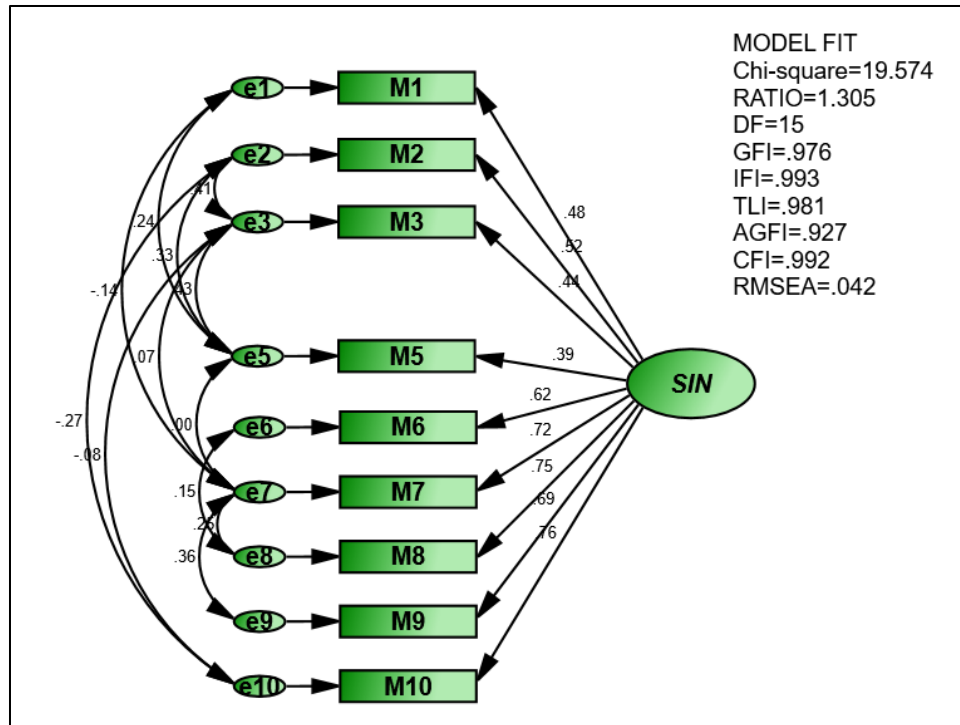 MODEL FIT
Chi-square=19.574
RATIO=1.305
DF=15
GFI=.976
IFI=.993
TLI=.981
AGFI=.927
CFI=.992
RMSEA=.042
e1 M1
e2 M2
.41
e3 M3
.24
.48
.52
.33
.44
-.14
.07
e5 M5
.39
SIN
.62
-.27
.00
e6 M6
.72
-.08
.75
.15
e7 M7
.69
.36
e8 M8
.76
e9 M9
e10 M10